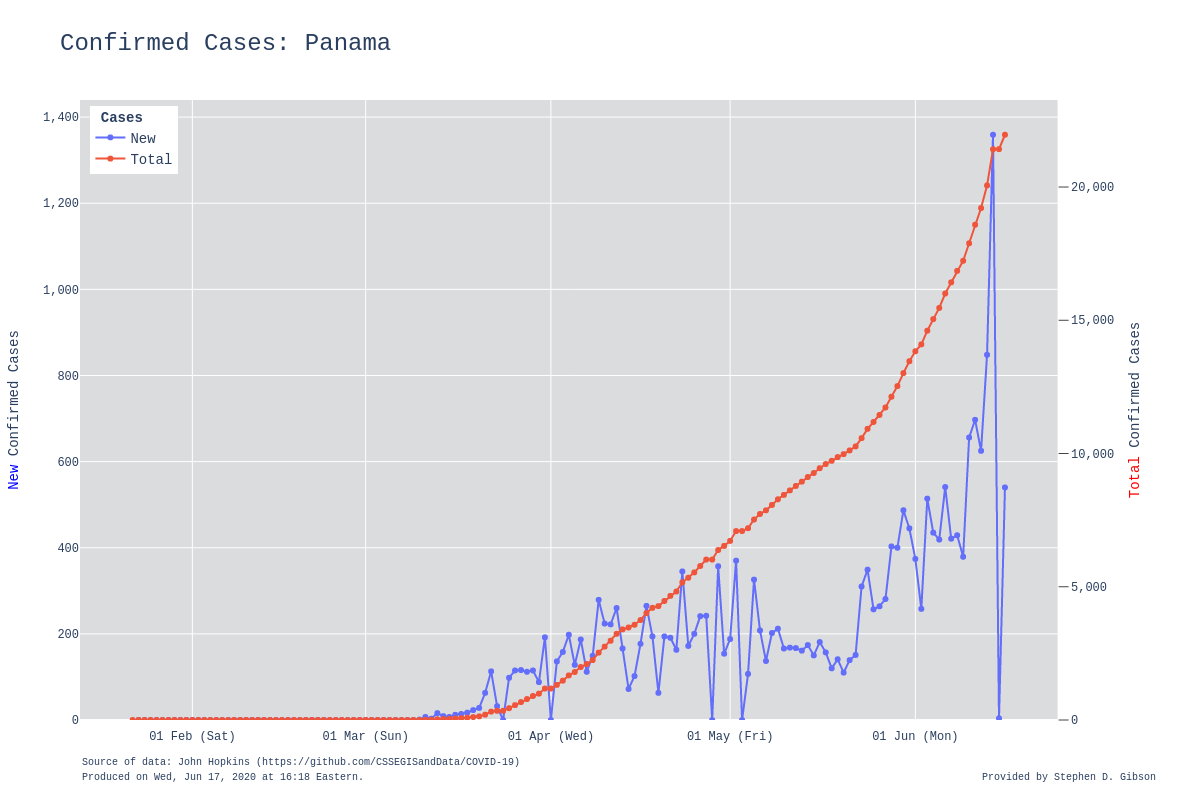 Confirmed Cases: Panama
Cases
New
Total
1,400
1,200
1,000
800
600
400
200
0
20,000
15,000
10,000
5,000
0
New Confirmed Cases
Total Confirmed Cases
01 Feb (Sat)
01 Mar (Sun)
01 Apr (Wed)
01 May (Fri)
01 Jun (Mon)
Source of data: John Hopkins (https://github.com/CSSEGISandData/COVID-19)
Produced on Wed, Jun 17, 2020 at 16:18 Eastern.
Provided by Stephen D. Gibson